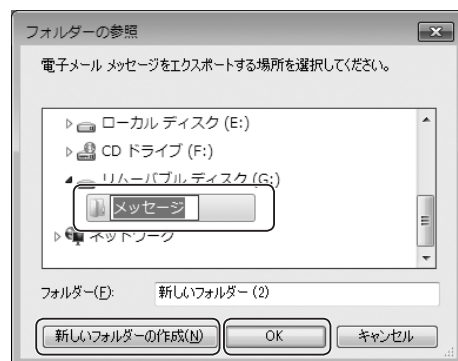 フォルダーの参照
電子メール メッセージをエクスポートする場所を選択してください。
ローカル ディスク (E:)
CD ドライブ (F:)
リムーバブル ディスク (G:)
メッセージ
ネットワーク
フォルダー(F): 新しいフォルダー (2)
新しいフォルダーの作成(N) OK キャンセル